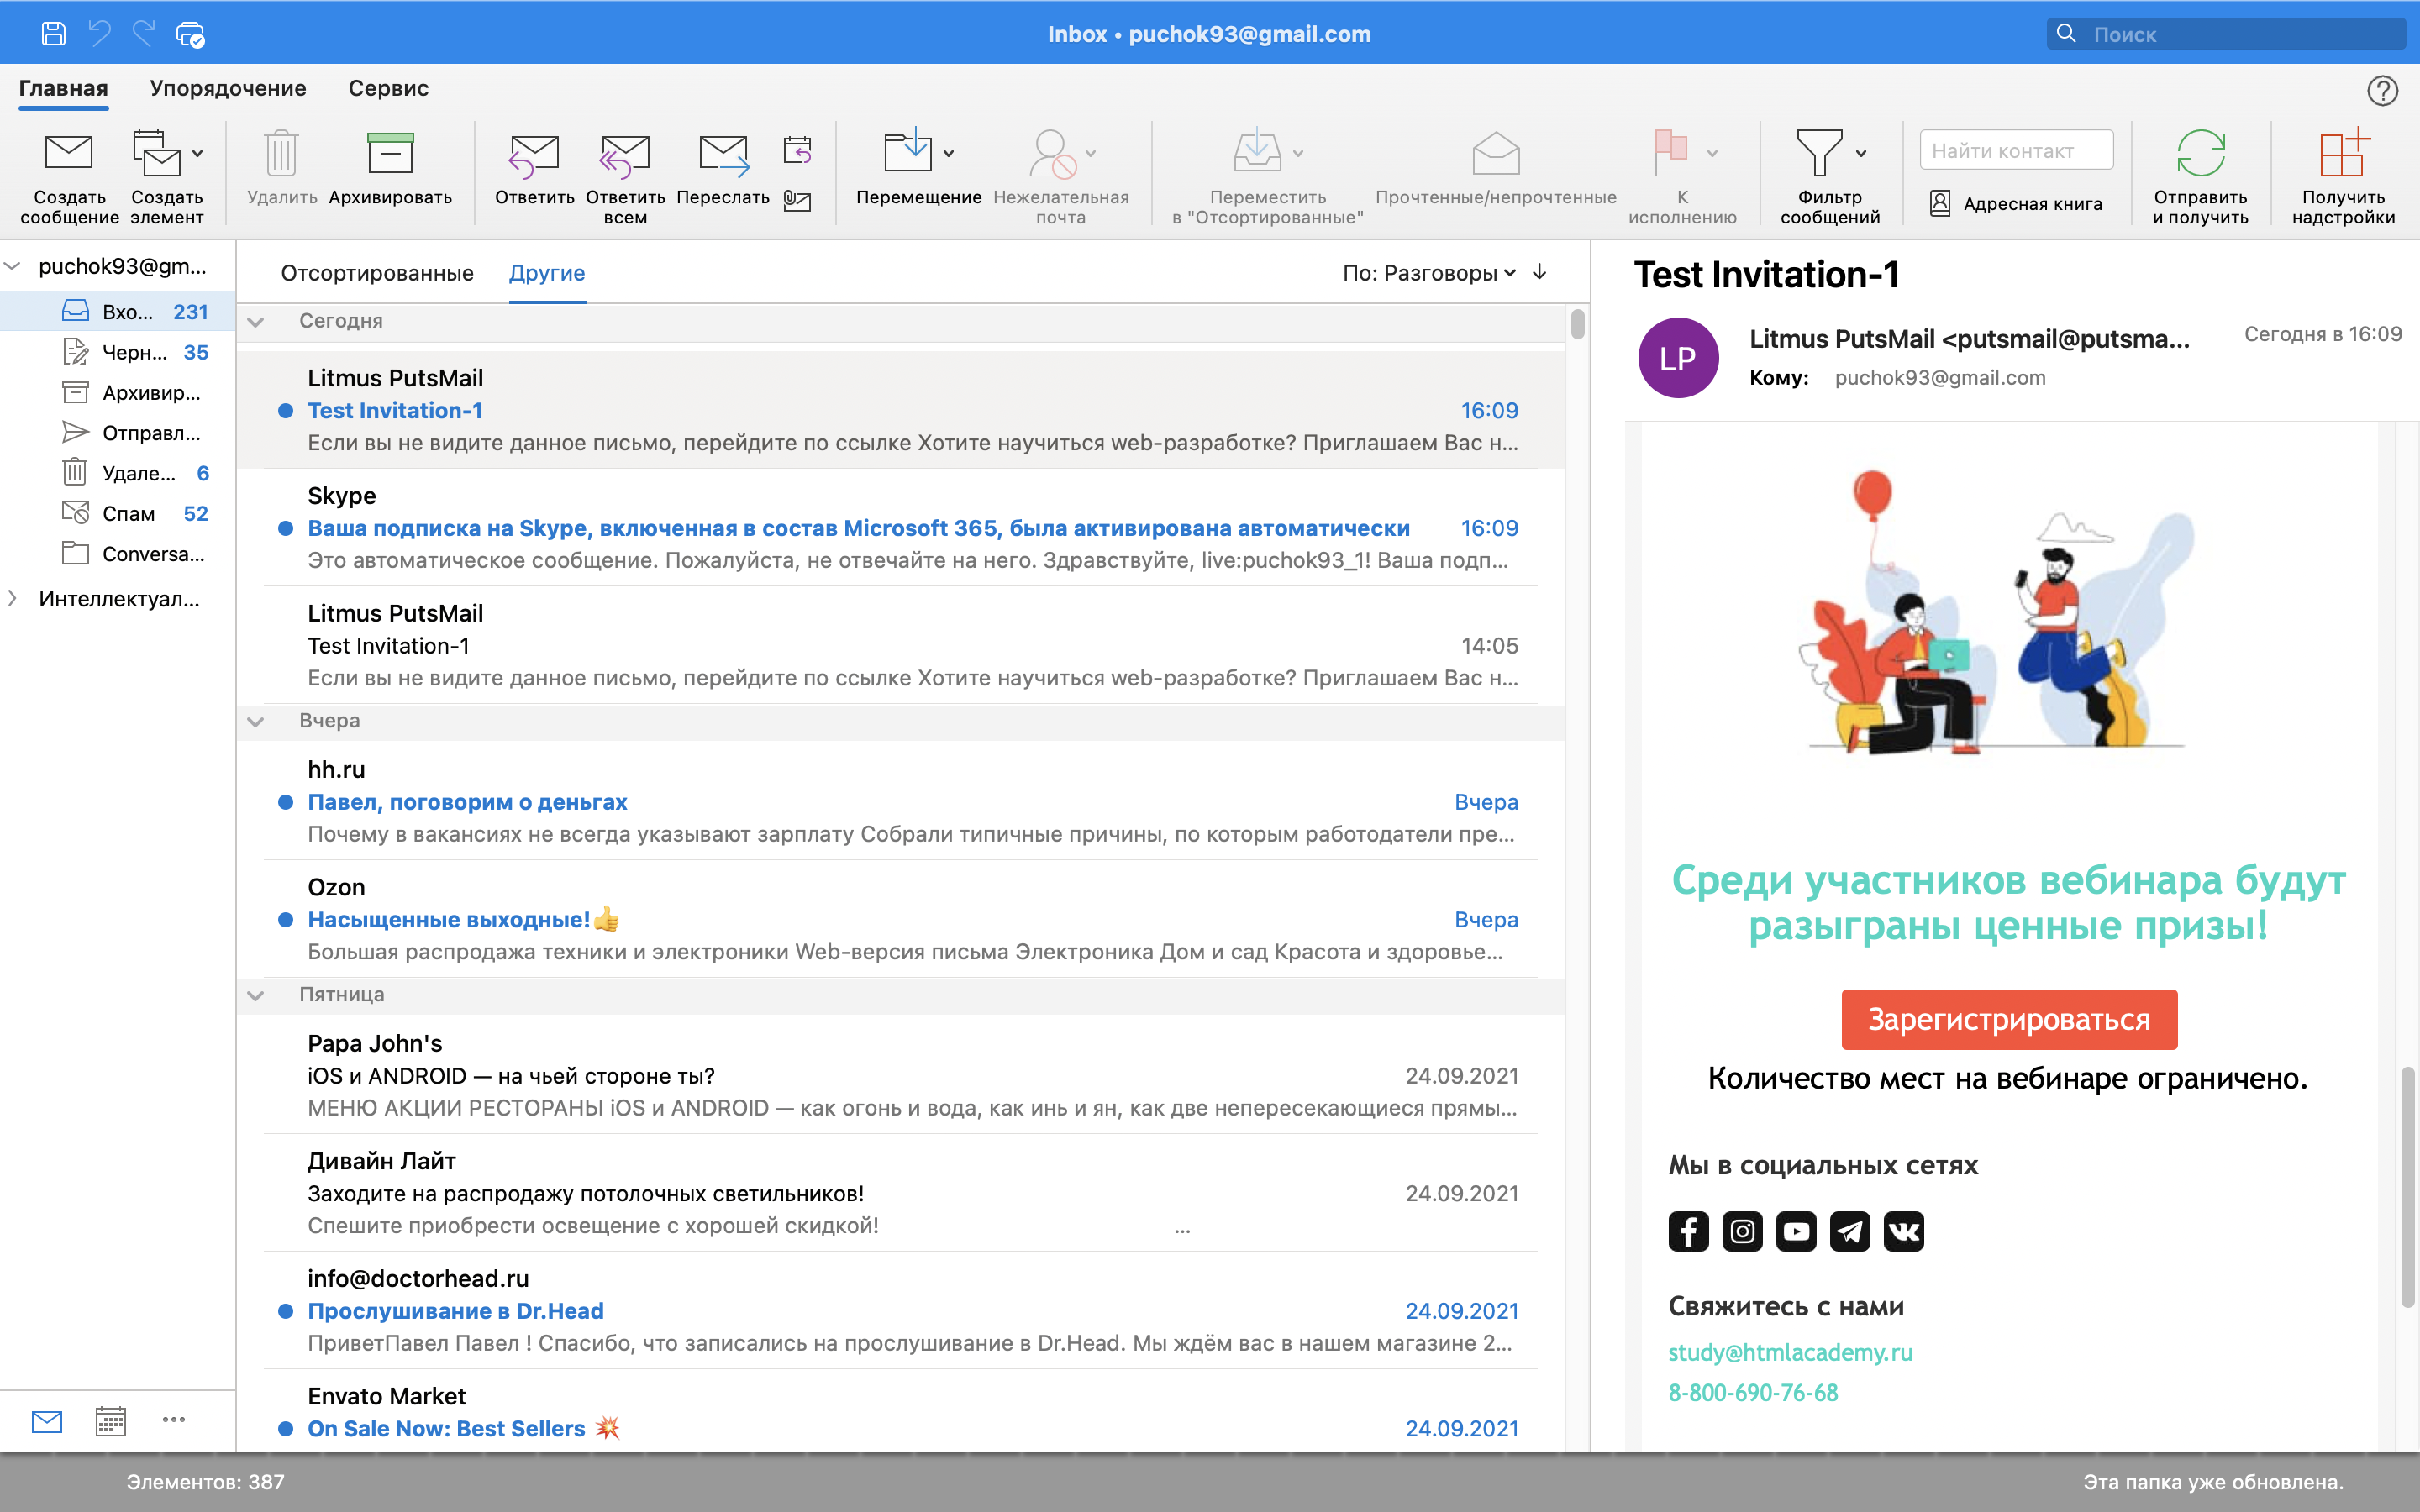 Inbox • puchok93@gmail.com
Поиск
Главная
Упорядочение
Сервис
Создать сообщение
Создать элемент
Удалить
Архивировать
Ответить
Ответить всем
Переслать
Перемещение
Нежелательная почта
Переместить в "Отсортированные"
Прочтенные/непрочтенные
К исполнению
Фильтр сообщений
Найти контакт
Адресная книга
Отправить и получить
Получить надстройки
puchok93@gm...
Вхо... 231
Черн... 35
Архивир...
Отправл...
Удале... 6
Спам 52
Conversa...
Интеллектуал...
Отсортированные
Другие
По: Разговоры
Сегодня
Litmus PutsMail
Test Invitation-1 16:09
Если вы не видите данное письмо, перейдите по ссылке Хотите научиться web-разработке? Приглашаем Вас н...
Skype
Ваша подписка на Skype, включенная в состав Microsoft 365, была активирована автоматически 16:09
Это автоматическое сообщение. Пожалуйста, не отвечайте на него. Здравствуйте, live:puchok93_1! Ваша подп...
Litmus PutsMail
Test Invitation-1 14:05
Если вы не видите данное письмо, перейдите по ссылке Хотите научиться web-разработке? Приглашаем Вас н...
Вчера
hh.ru
Павел, поговорим о деньгах Вчера
Почему в вакансиях не всегда указывают зарплату Собрали типичные причины, по которым работодатели пре...
Ozon
Насыщенные выходные!👍 Вчера
Большая распродажа техники и электроники Web-версия письма Электроника Дом и сад Красота и здоровье...
Пятница
Papa John's
iOS и ANDROID — на чьей стороне ты? 24.09.2021
МЕНЮ АКЦИИ РЕСТОРАНЫ iOS и ANDROID — как огонь и вода, как инь и ян, как две непересекающиеся прямы...
Дивайн Лайт
Заходите на распродажу потолочных светильников! 24.09.2021
Спешите приобрести освещение с хорошей скидкой! ...
info@doctorhead.ru
Прослушивание в Dr.Head 24.09.2021
ПриветПавел Павел ! Спасибо, что записались на прослушивание в Dr.Head. Мы ждём вас в нашем магазине 2...
Envato Market
On Sale Now: Best Sellers 💥 24.09.2021
Test Invitation-1
LP
Litmus PutsMail <putsmail@putsma...
Сегодня в 16:09
Кому: puchok93@gmail.com
Среди участников вебинара будут
разыграны ценные призы!
Зарегистрироваться
Количество мест на вебинаре ограничено.
Мы в социальных сетях
Свяжитесь с нами
study@htmlacademy.ru
8-800-690-76-68
Элементов: 387
Эта папка уже обновлена.